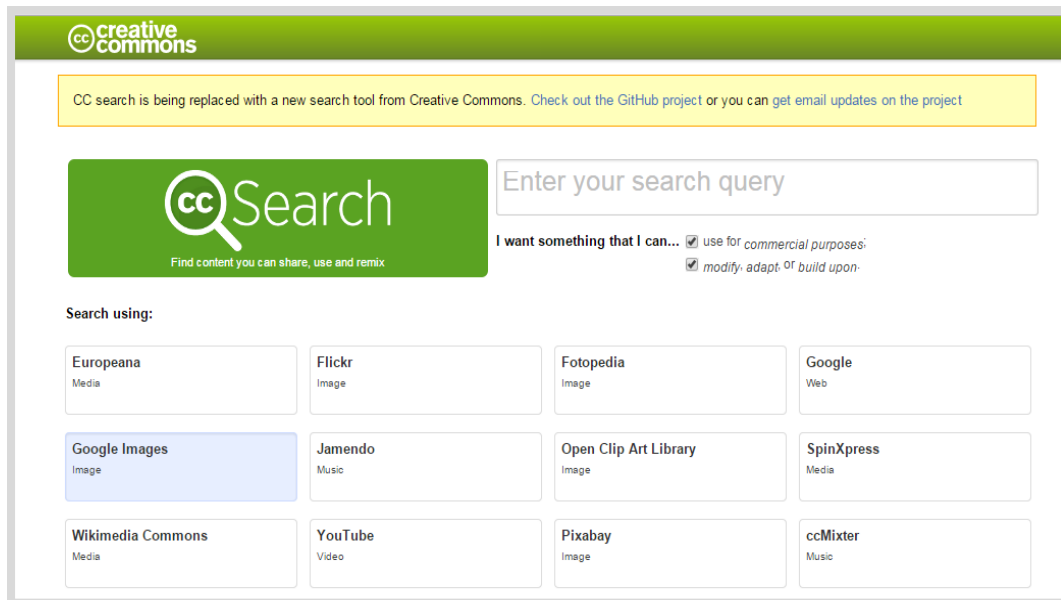 cc creative commons
CC search is being replaced with a new search tool from Creative Commons. Check out the GitHub project or you can get email updates on the project
cc Search
Find content you can share, use and remix
Enter your search query
I want something that I can... use for commercial purposes;
modify, adapt, or build upon.
Search using:
Europeana
Media
Flickr
Image
Fotopedia
Image
Google
Web
Google Images
Image
Jamendo
Music
Open Clip Art Library
Image
SpinXpress
Media
Wikimedia Commons
Media
YouTube
Video
Pixabay
Image
ccMixter
Music